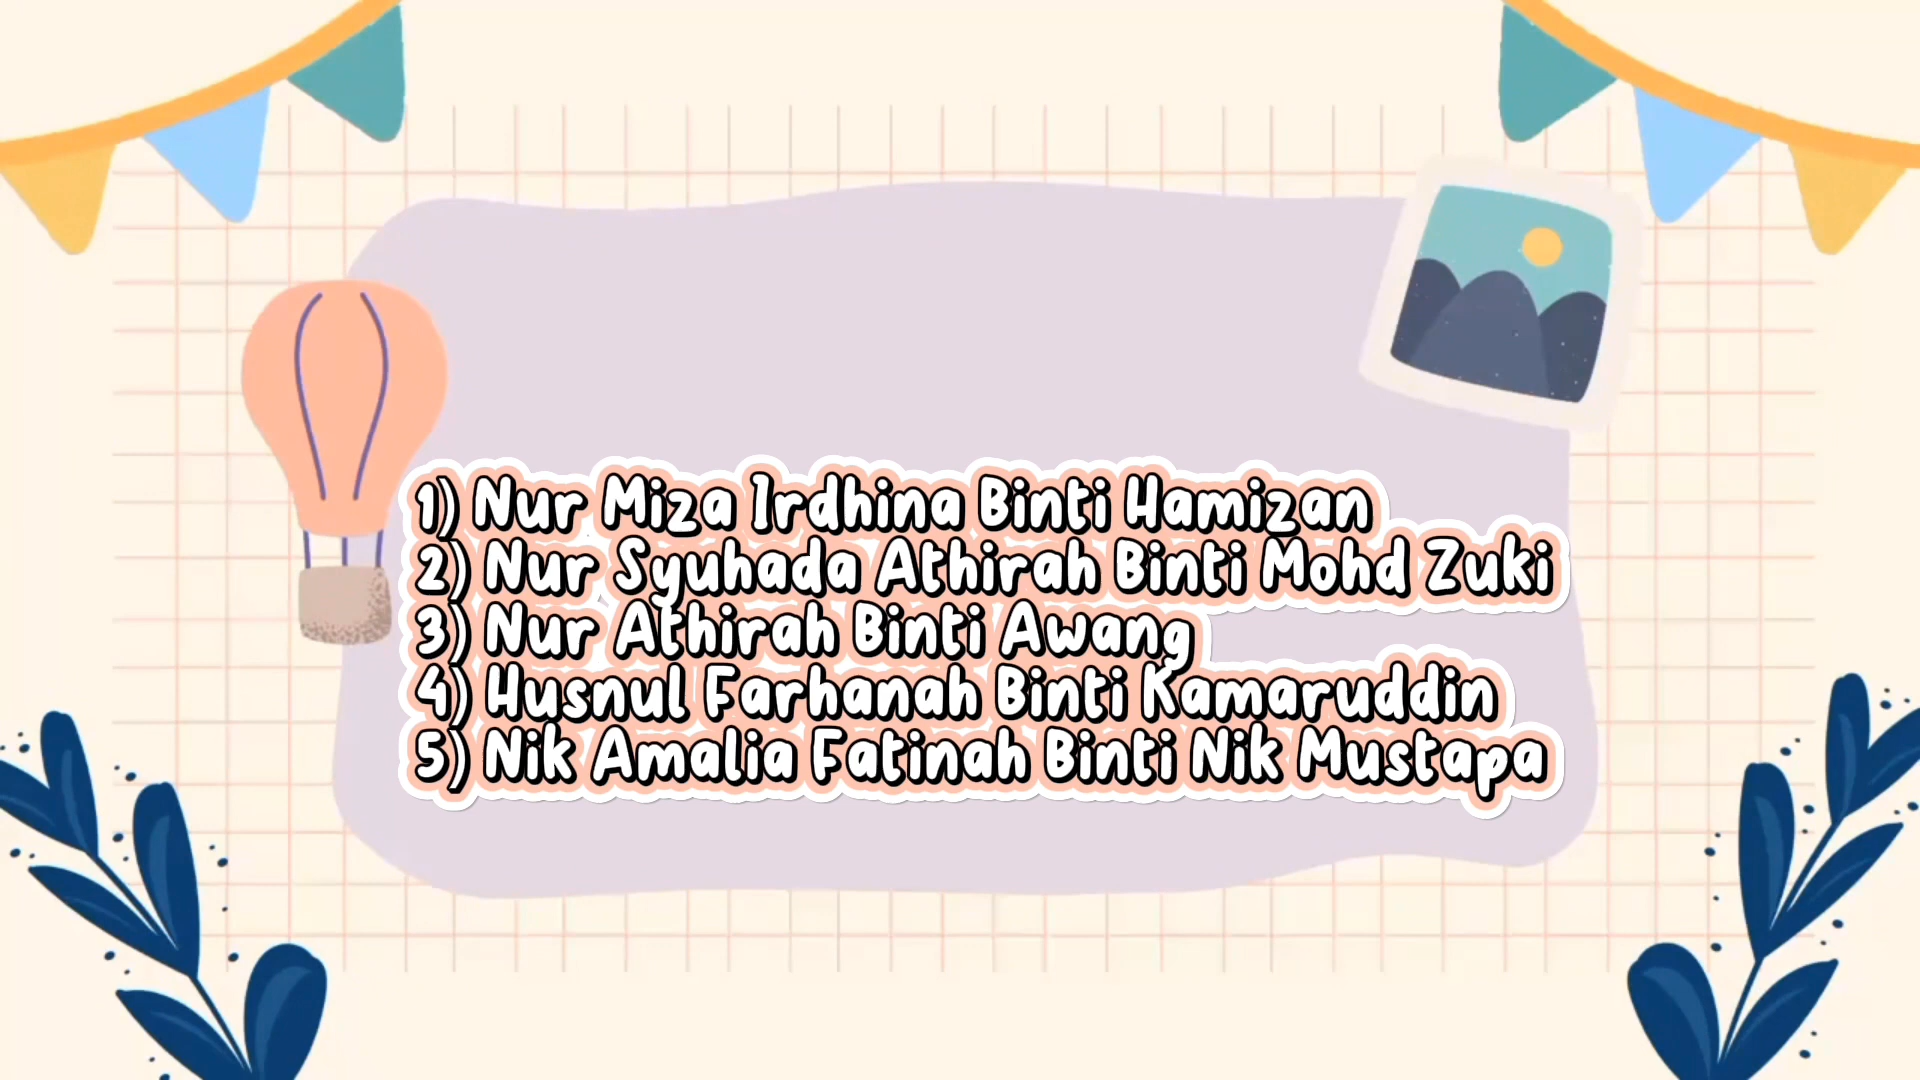 1) Nur Miza Irdhina Binti Hamizan
2) Nur Syuhada Athirah Binti Mohd Zuki
3) Nur Athirah Binti Awang
4) Husnul Farhanah Binti Kamaruddin
5) Nik Amalia Fatinah Binti Nik Mustapa